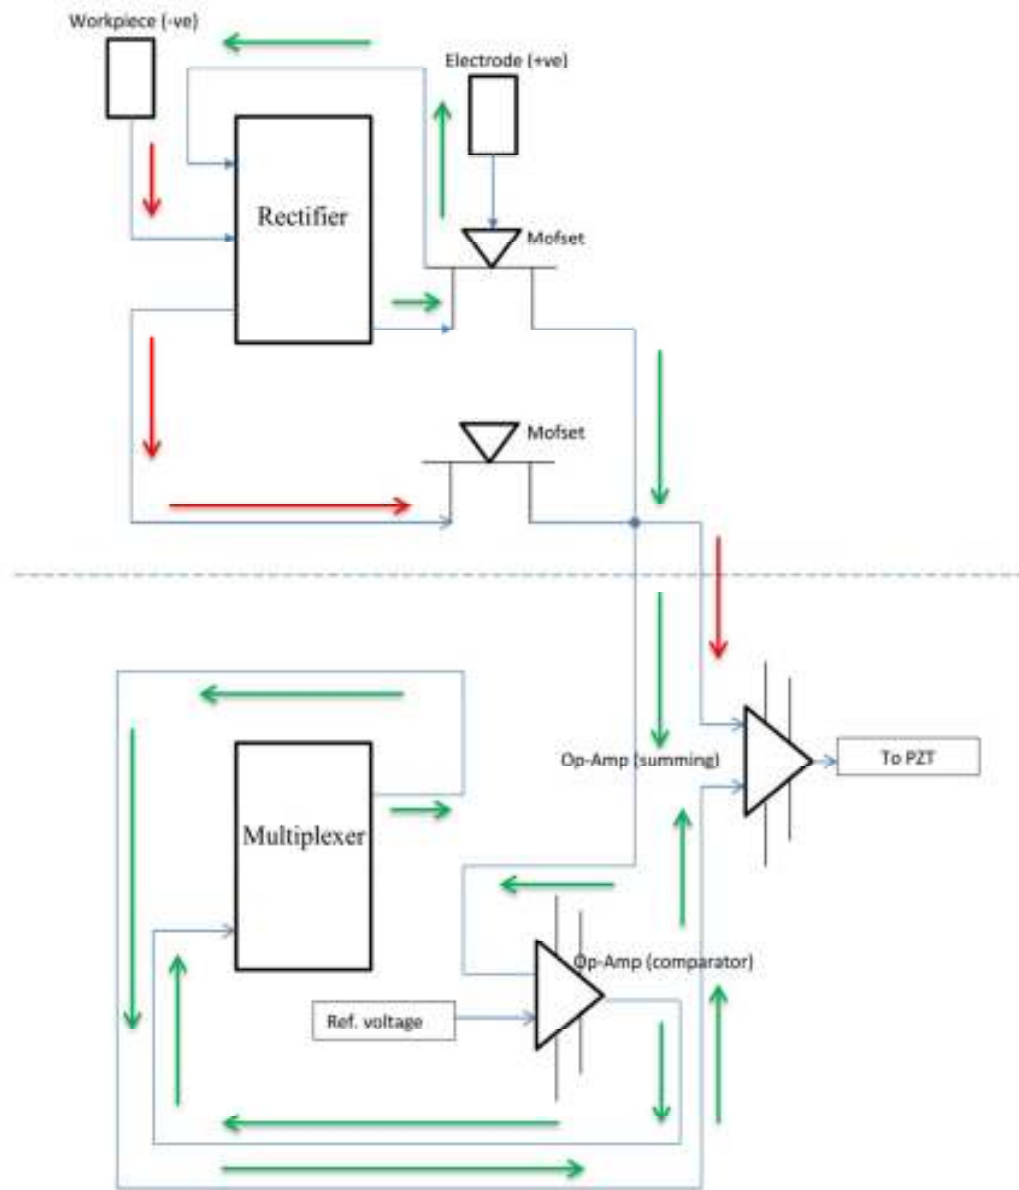 Workpiece (-ve)
Electrode (+ve)
Rectifier
Mofset
Mofset
Op-Amp (summing)
To PZT
Multiplexer
Op-Amp (comparator)
Ref. voltage